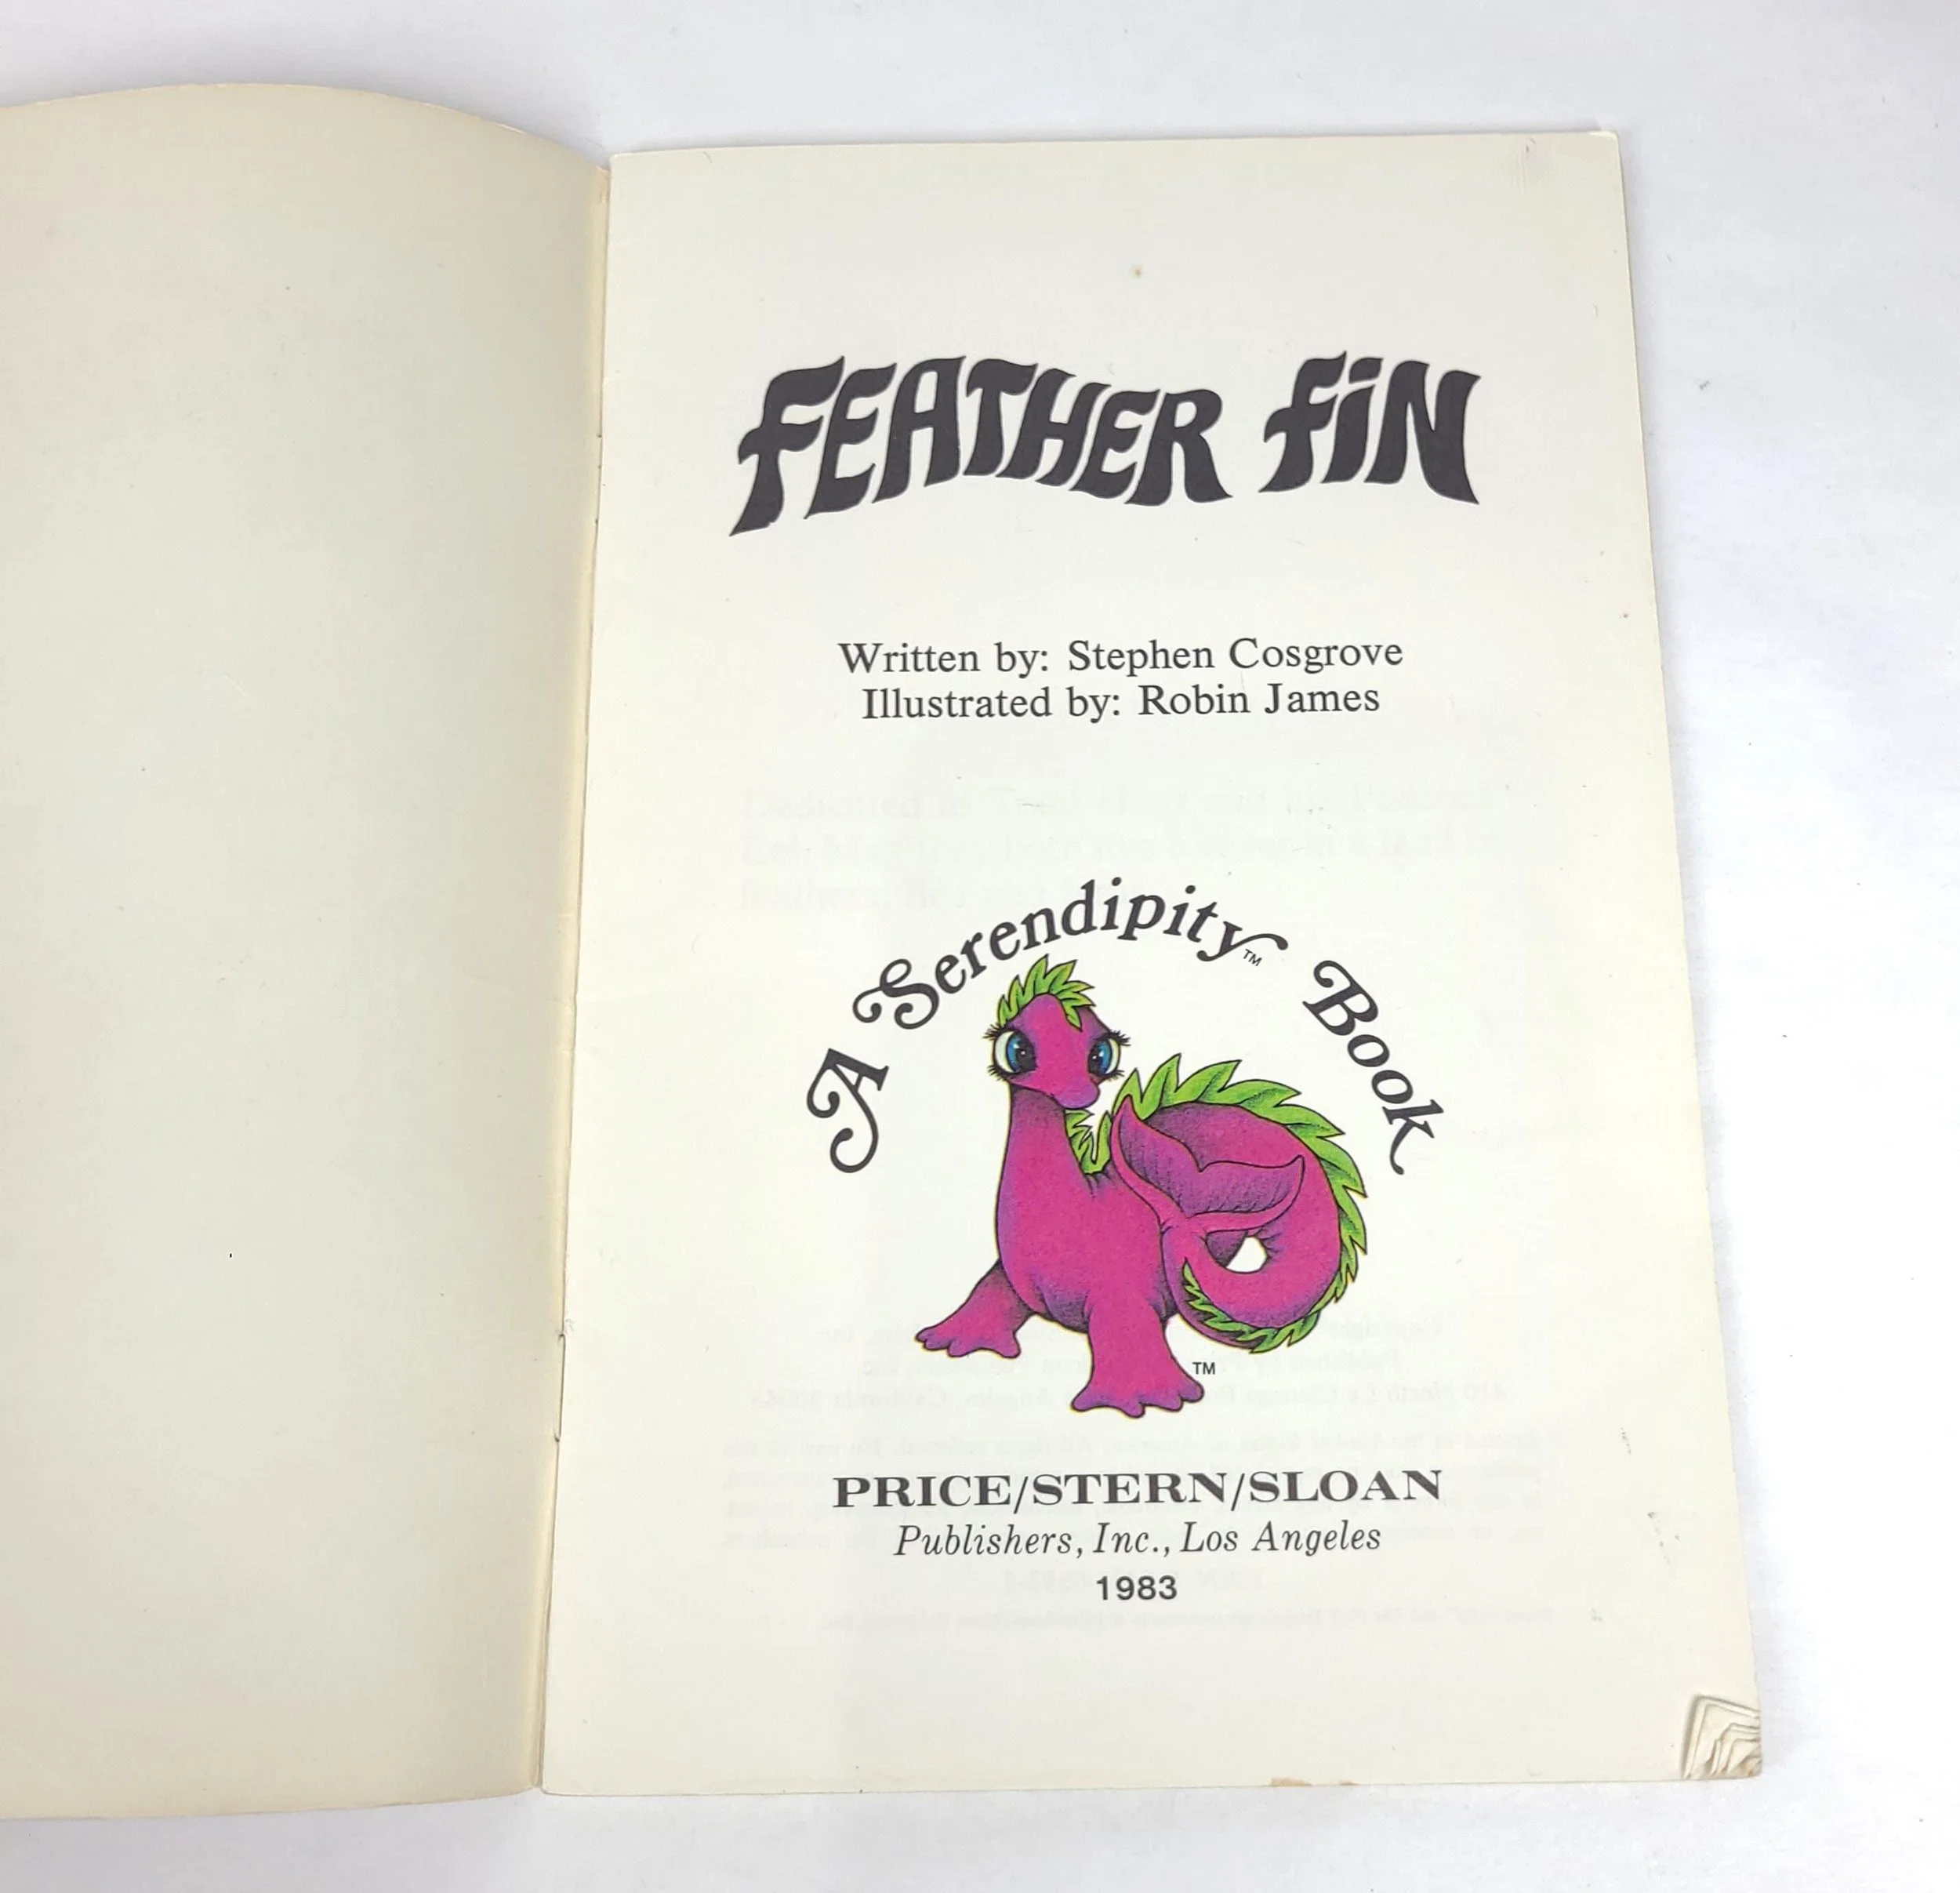 FEATHER FiN
Written by: Stephen Cosgrove
Illustrated by: Robin James
A Serendipity™ Book
TM
PRICE/STERN/SLOAN
Publishers, Inc., Los Angeles
1983